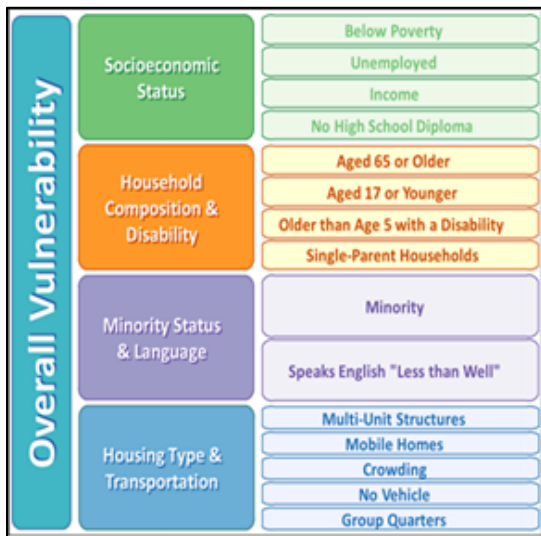 Overall Vulnerability
Socioeconomic
Status
Below Poverty
Unemployed
Income
No High School Diploma
Household
Composition &
Disability
Aged 65 or Older
Aged 17 or Younger
Older than Age 5 with a Disability
Single-Parent Households
Minority Status
& Language
Minority
Speaks English "Less than Well"
Housing Type &
Transportation
Multi-Unit Structures
Mobile Homes
Crowding
No Vehicle
Group Quarters